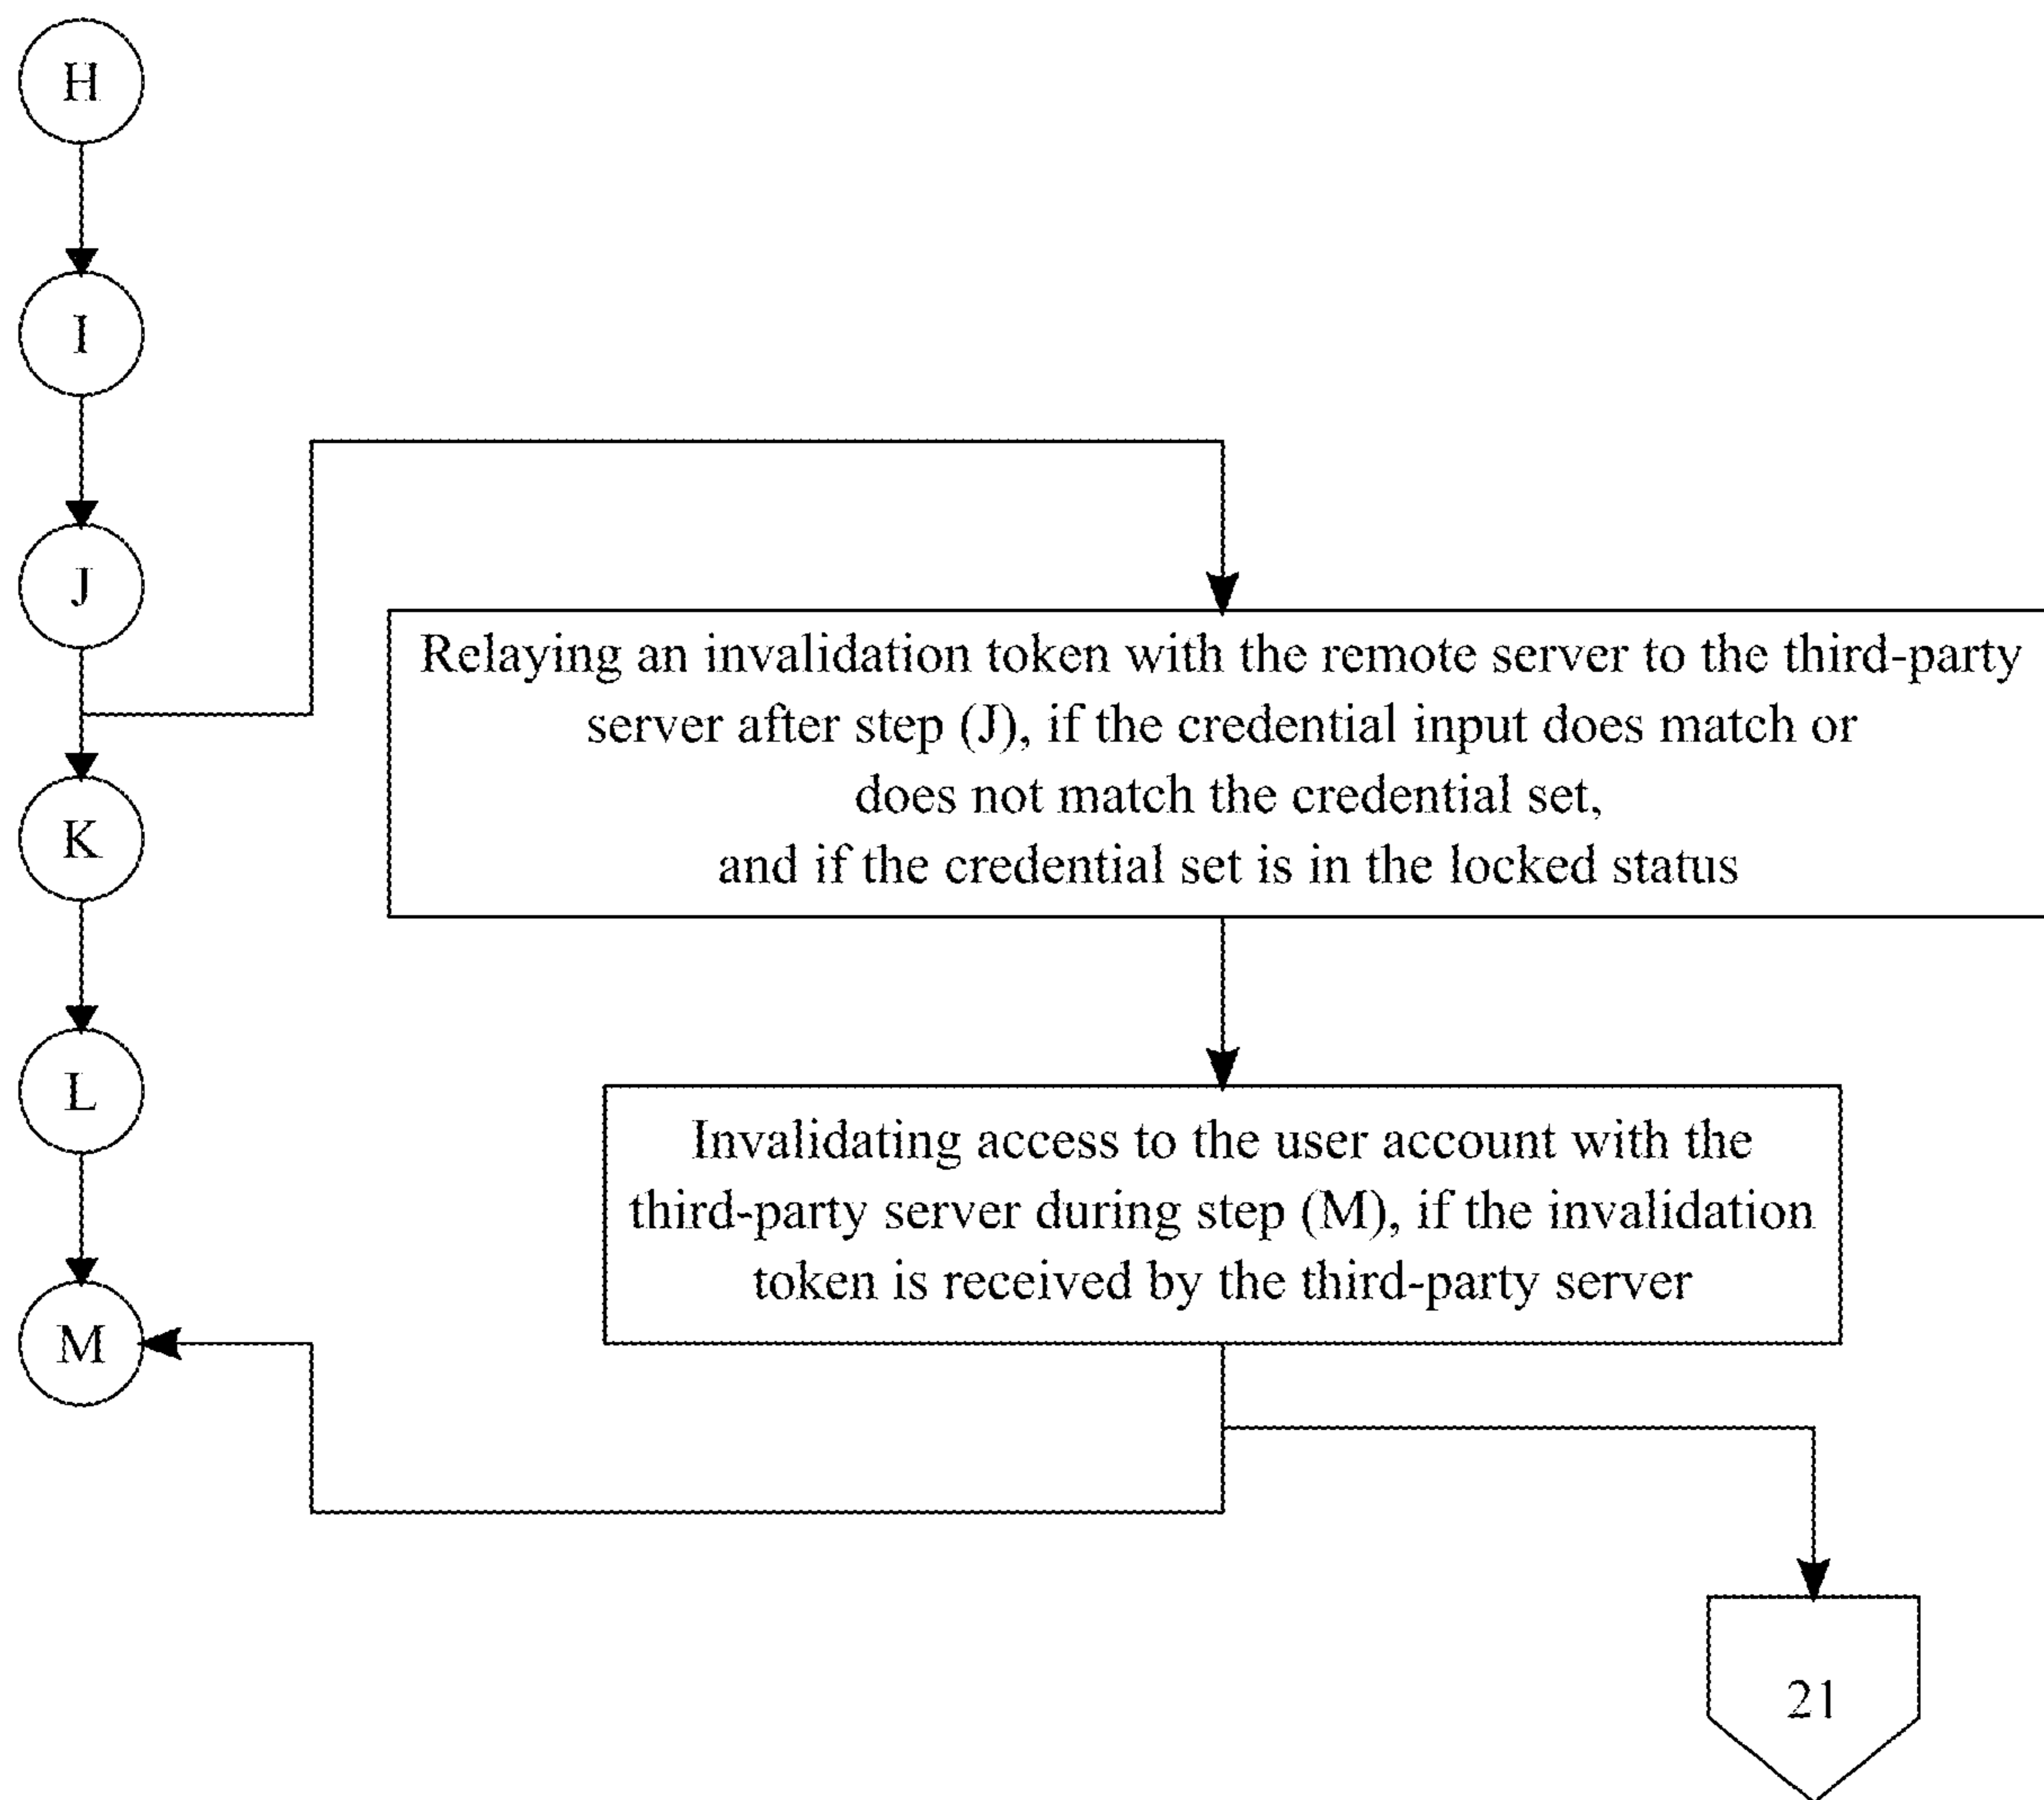 H
I
J
Relaying an invalidation token with the remote server to the third-party
server after step (J), if the credential input does match or
does not match the credential set,
and if the credential set is in the locked status
K
L
Invalidating access to the user account with the
third-party server during step (M), if the invalidation
token is received by the third-party server
M
21